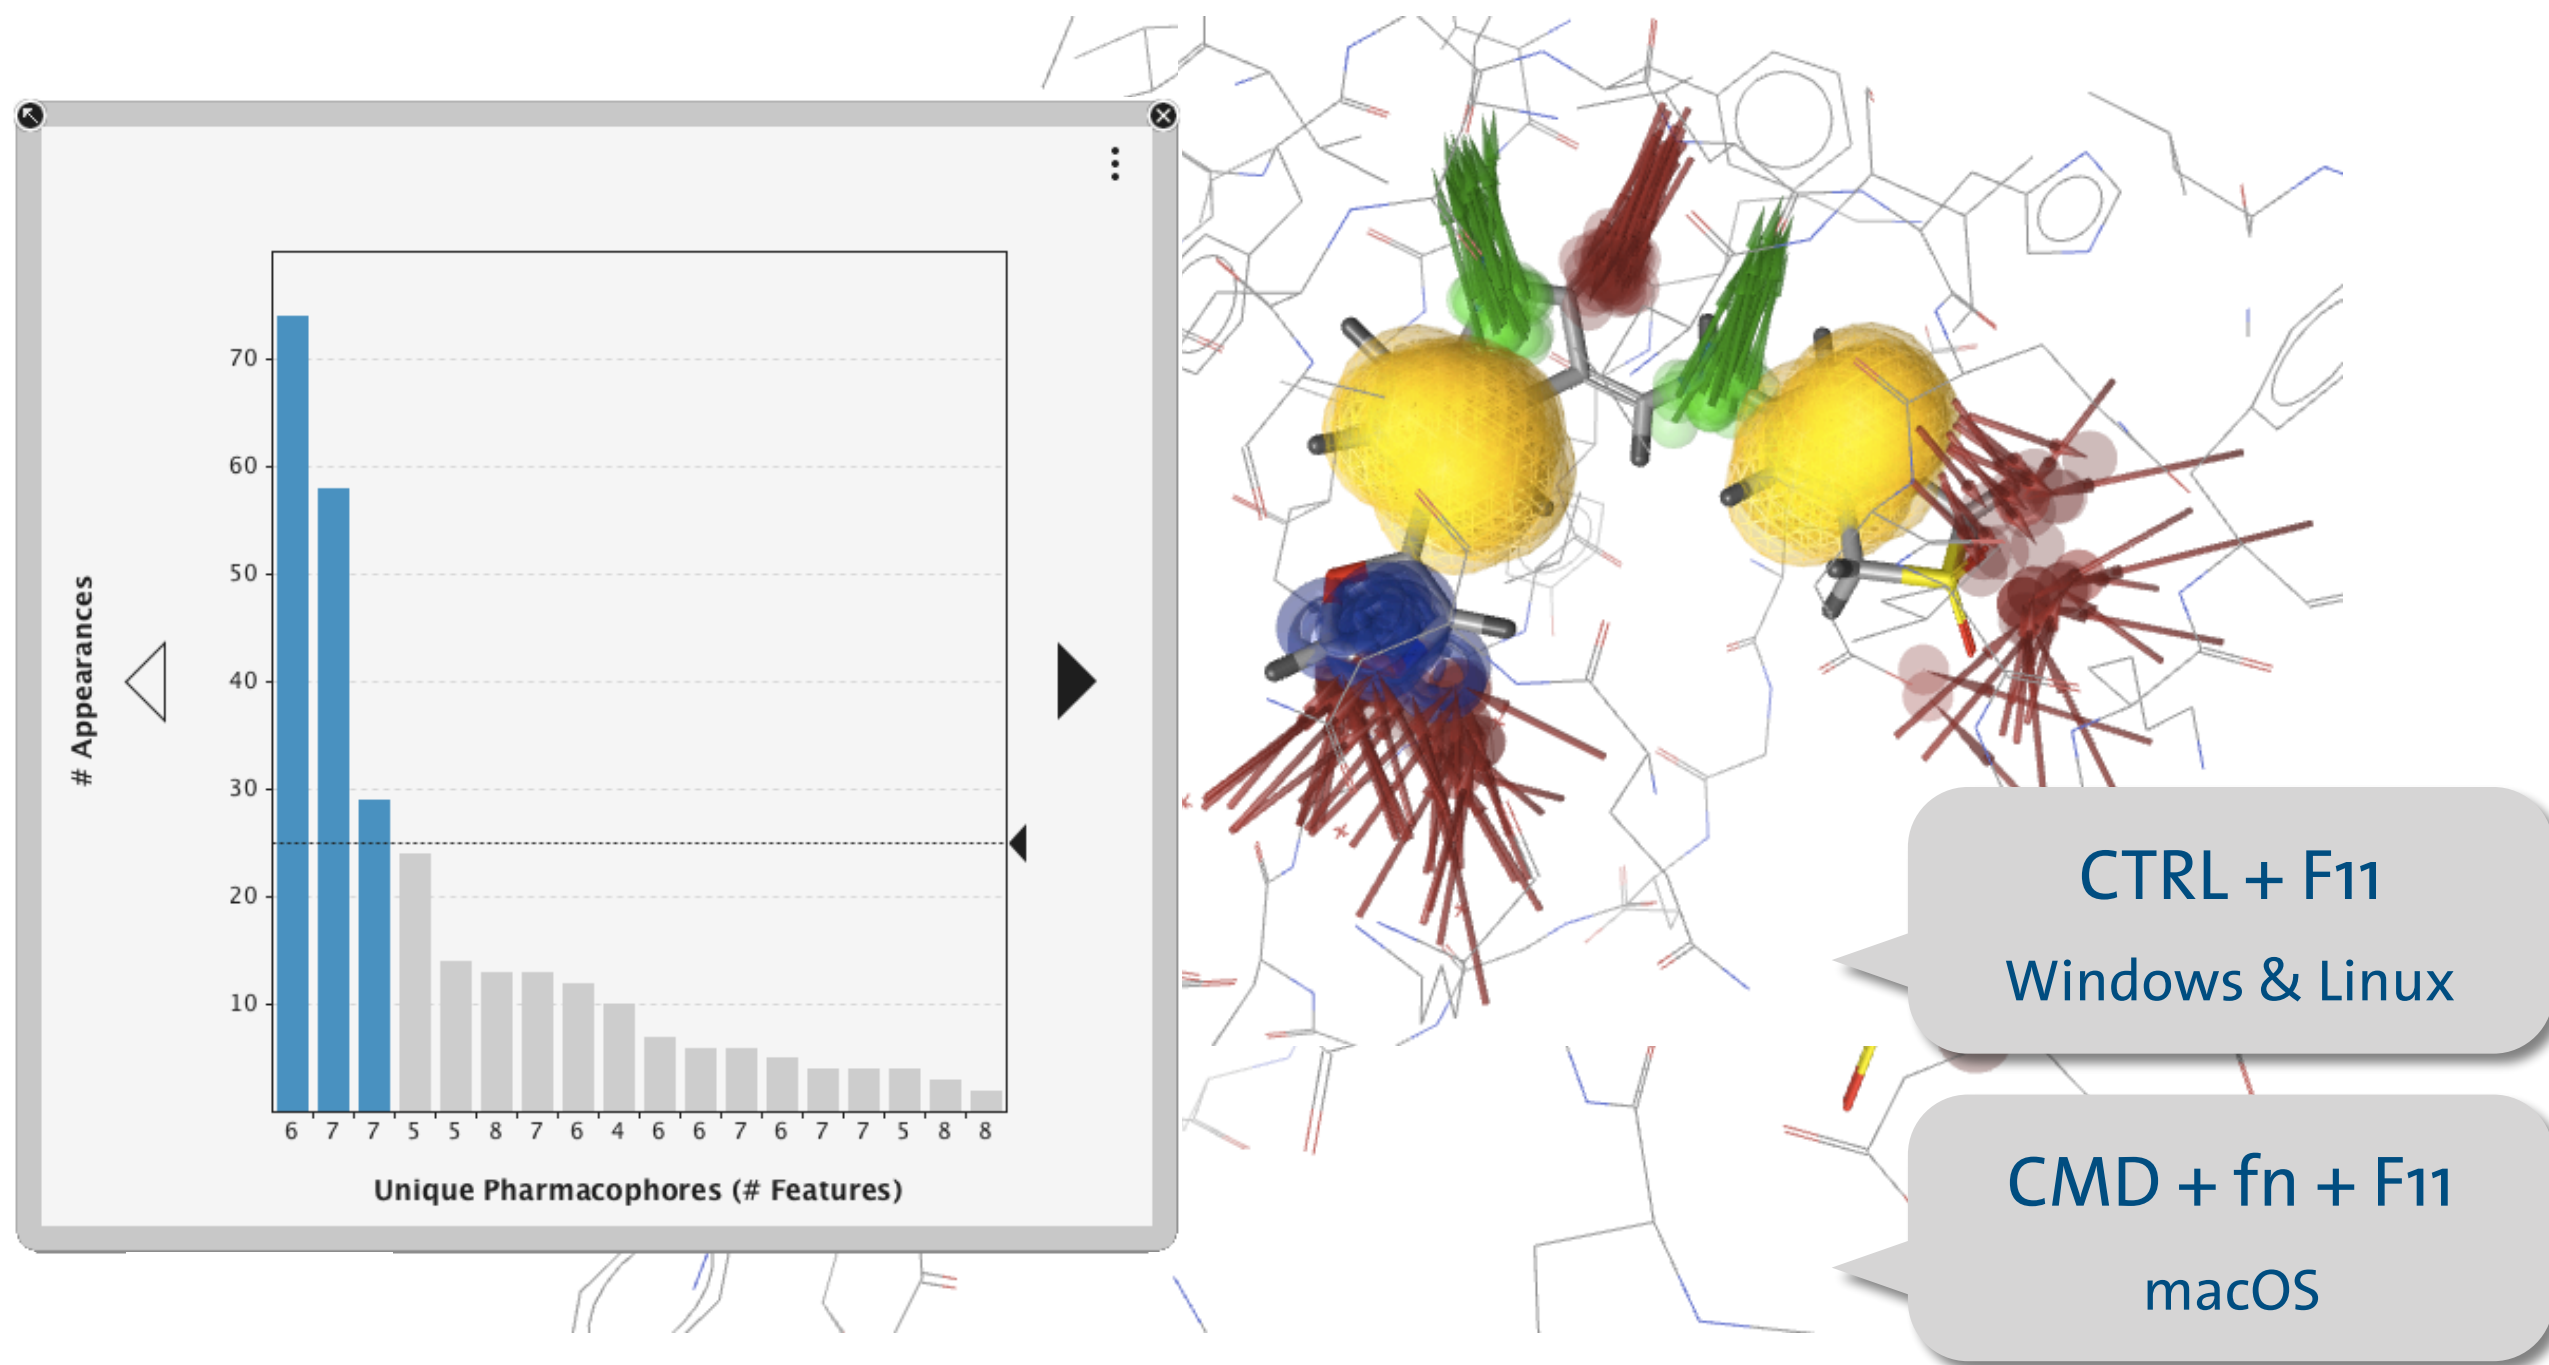 # Appearances
70
60
50
40
30
20
10
6 7 7 5 5 8 7 6 4 6 6 7 6 7 7 5 8 8
Unique Pharmacophores (# Features)
CTRL + F11
Windows & Linux
CMD + fn + F11
macOS